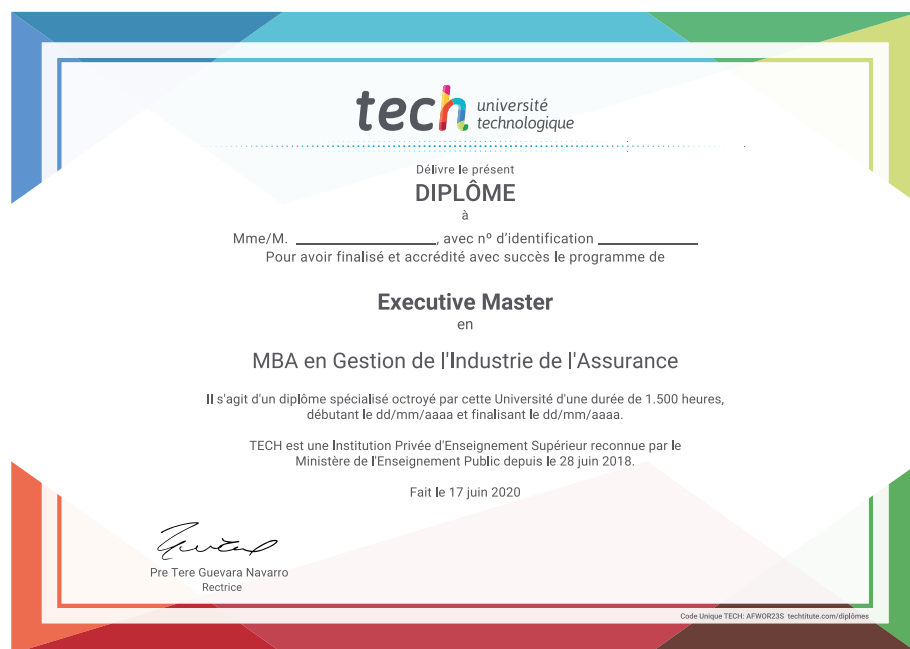 tech université
technologique
Délivre le présent
DIPLÔME
à
Mme/M. ____________________, avec nº d'identification ______________
Pour avoir finalisé et accrédité avec succès le programme de
Executive Master
en
MBA en Gestion de l'Industrie de l'Assurance
Il s'agit d'un diplôme spécialisé octroyé par cette Université d'une durée de 1.500 heures,
débutant le dd/mm/aaaa et finalisant le dd/mm/aaaa.
TECH est une Institution Privée d'Enseignement Supérieur reconnue par le
Ministère de l'Enseignement Public depuis le 28 juin 2018.
Fait le 17 juin 2020
Pre Tere Guevara Navarro
Rectrice
Code Unique TECH: AFWOR23S techtitute.com/diplômes